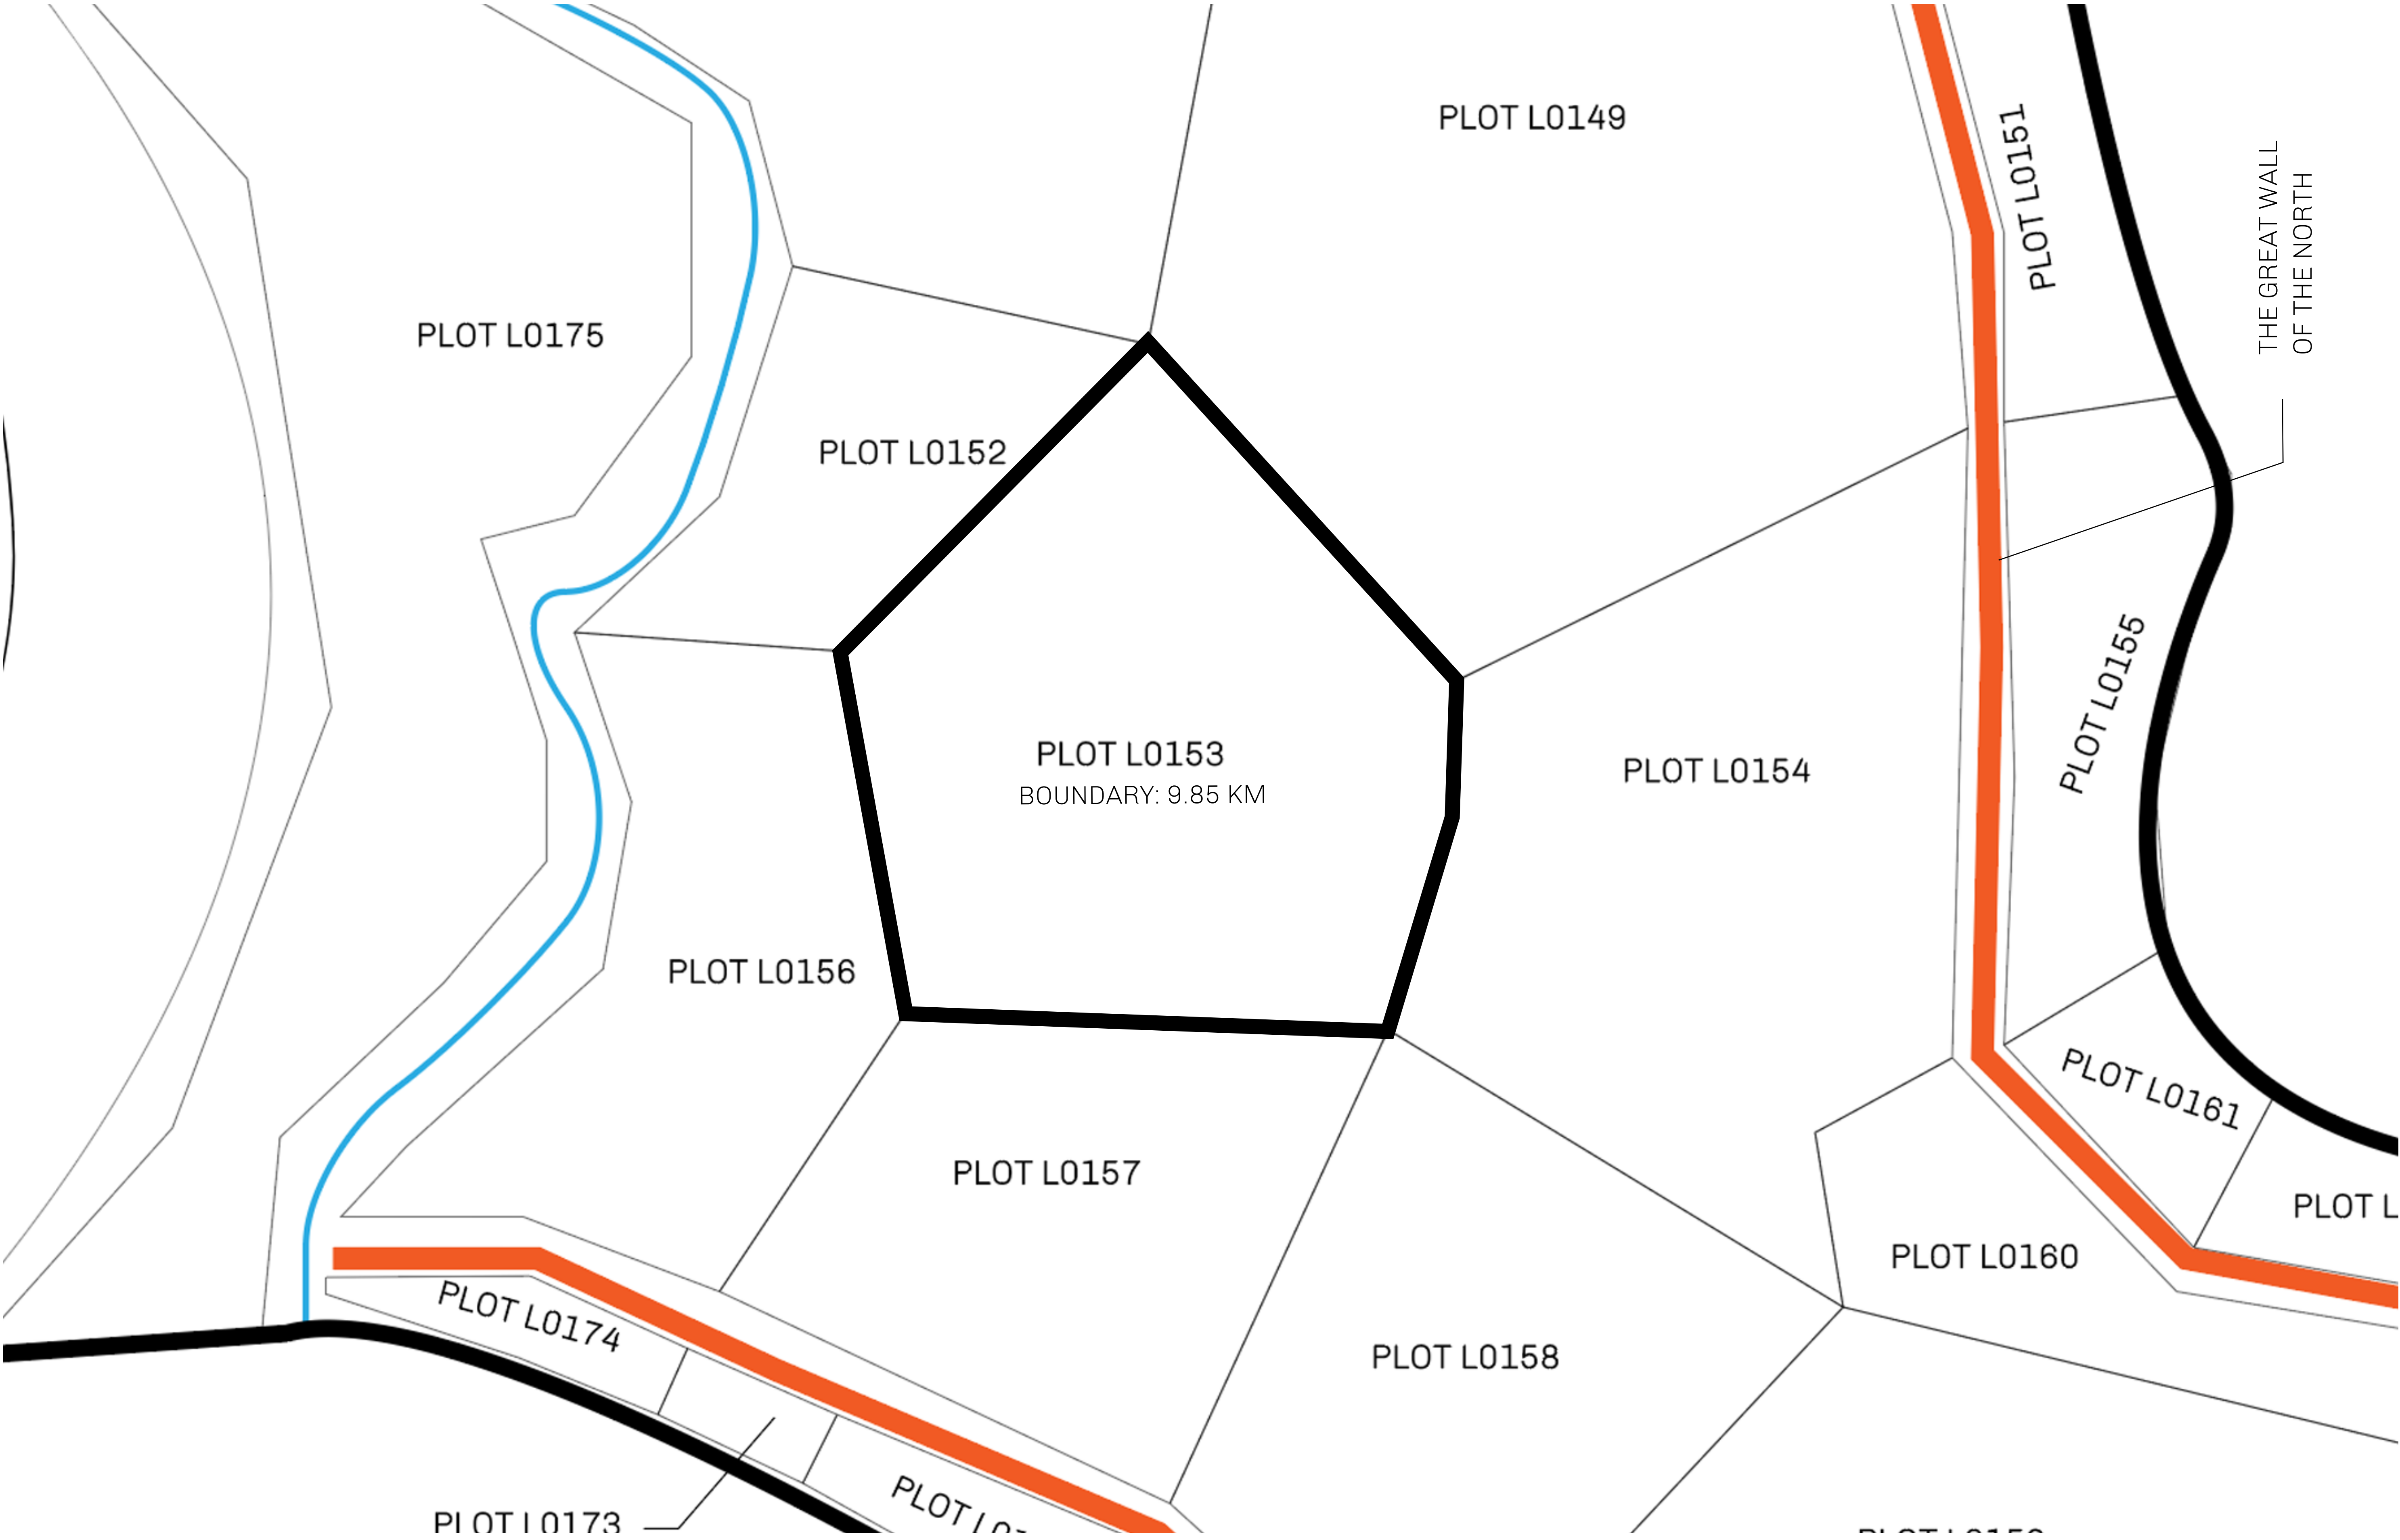 PLOT L0149
PLOT L0151
THE GREAT WALL
OF THE NORTH
PLOT L0175
PLOT L0152
PLOT L0153
BOUNDARY: 9.85 KM
PLOT L0154
PLOT L0155
PLOT L0156
PLOT L0161
PLOT L0157
PLOT L
PLOT L0160
PLOT L0174
PLOT L0158
PLOT L0173
PLOT